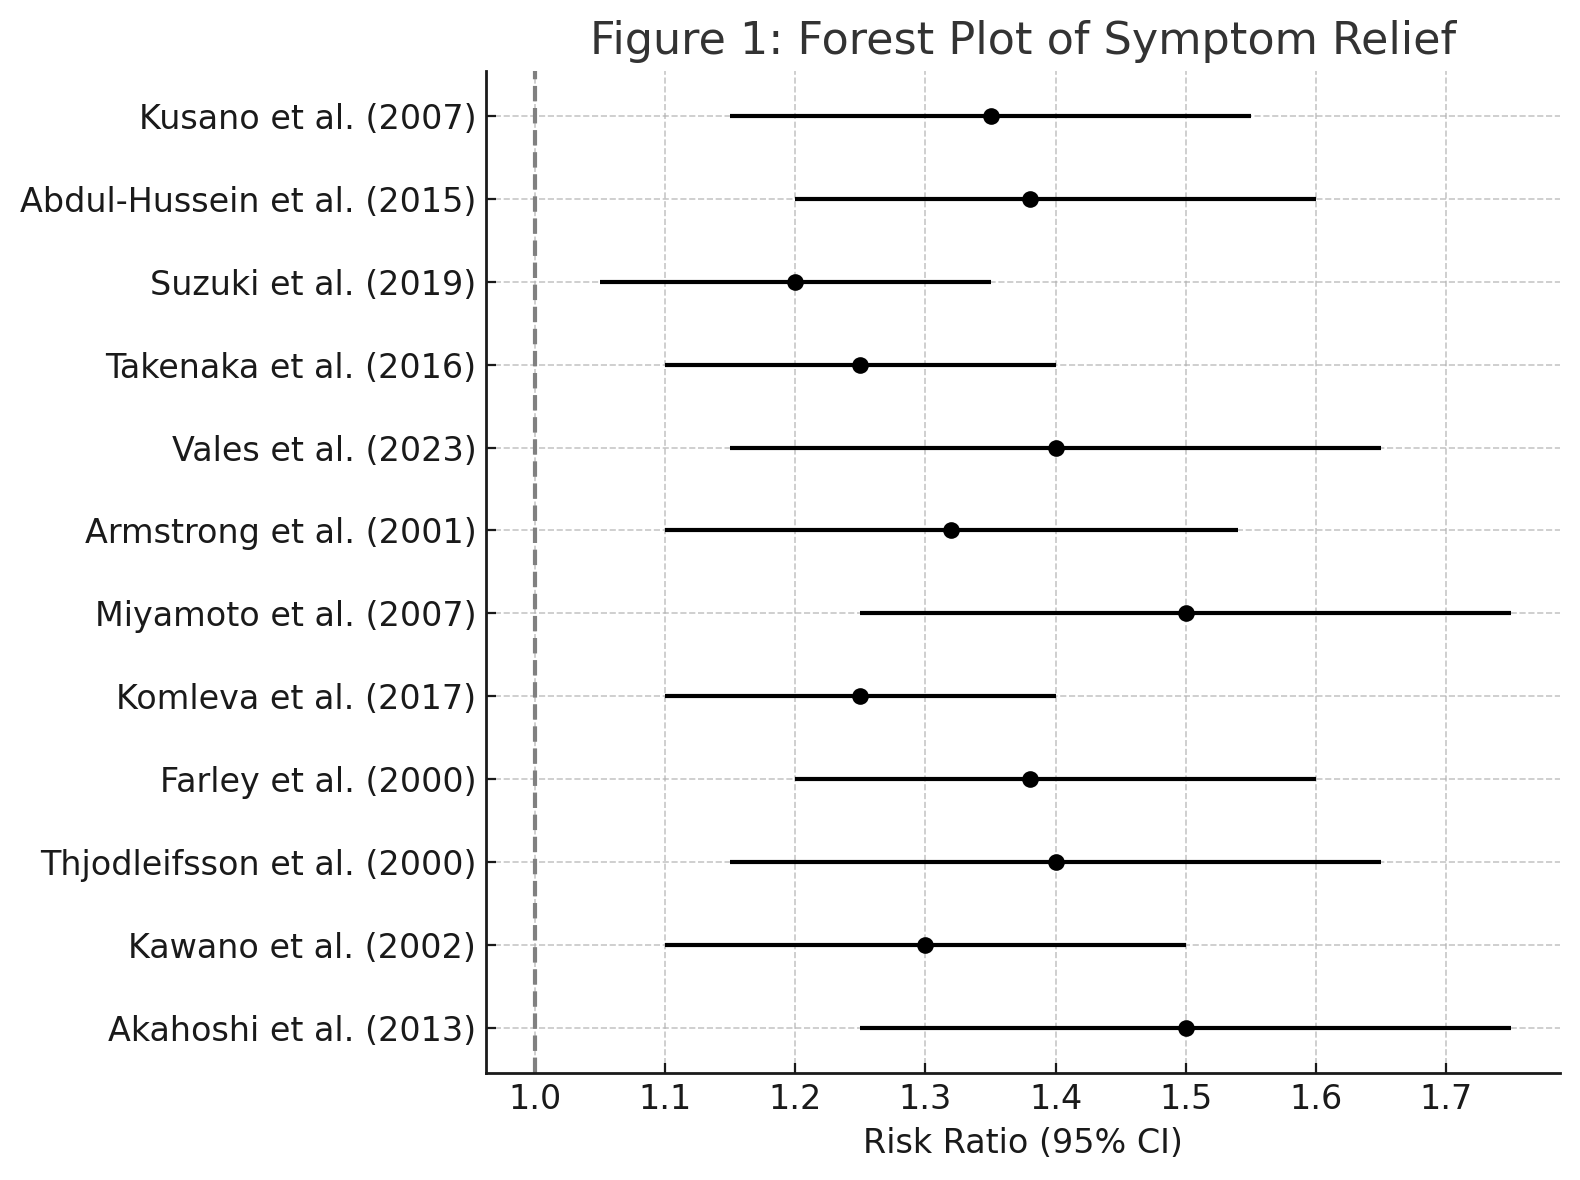 Figure 1: Forest Plot of Symptom Relief
Kusano et al. (2007)
Abdul-Hussein et al. (2015)
Suzuki et al. (2019)
Takenaka et al. (2016)
Vales et al. (2023)
Armstrong et al. (2001)
Miyamoto et al. (2007)
Komleva et al. (2017)
Farley et al. (2000)
Thjodleifsson et al. (2000)
Kawano et al. (2002)
Akahoshi et al. (2013)
1.0 1.1 1.2 1.3 1.4 1.5 1.6 1.7
Risk Ratio (95% CI)